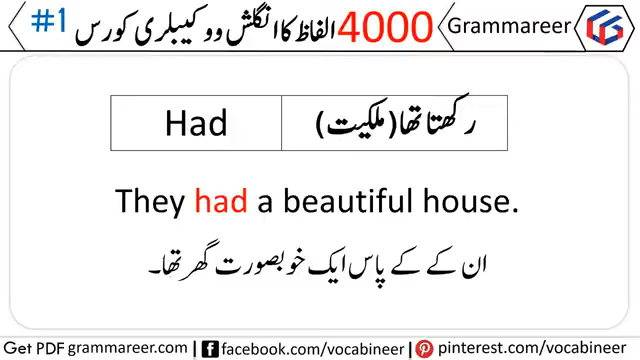 #1 4000 الفاظ کا انگلش ووکیبلری کورس Grammareer
Had رکھتا تھا (ملکیت)
They had a beautiful house.
ان کے کے پاس ایک خوبصورت گھر تھا۔
Get PDF grammareer.com | facebook.com/vocabineer | pinterest.com/vocabineer